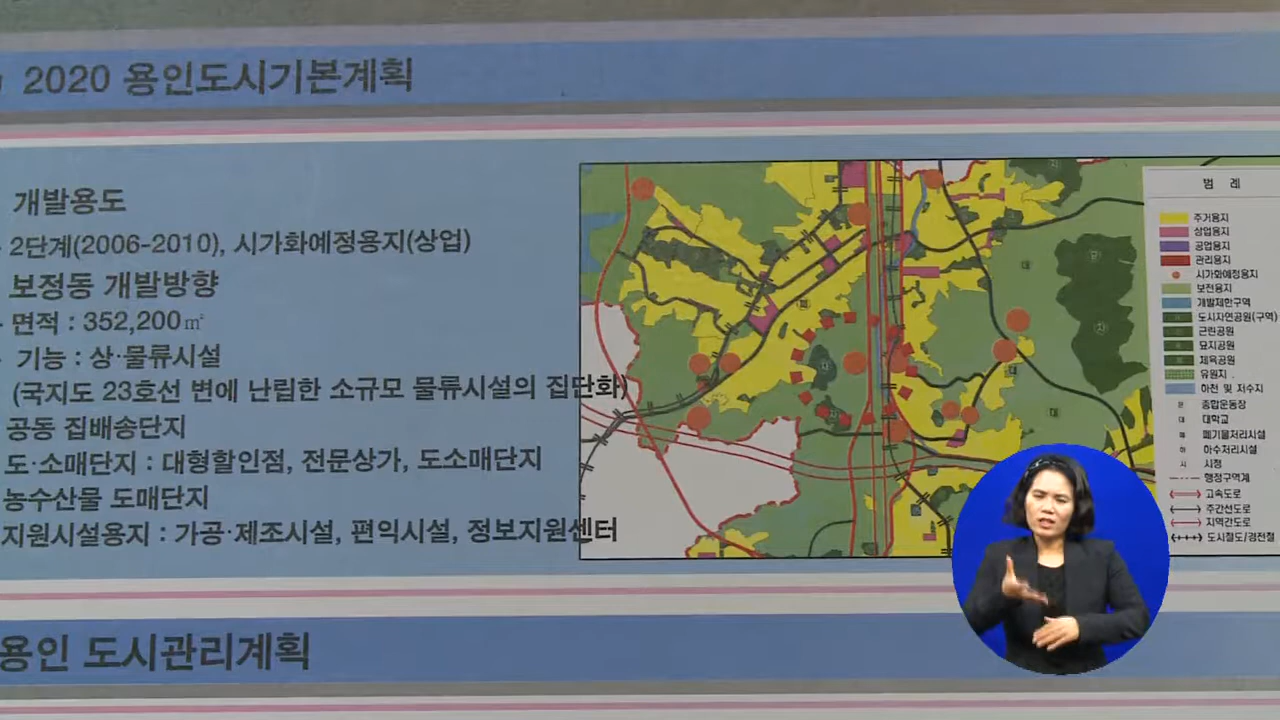 2020 용인도시기본계획
개발용도
2단계(2006-2010), 시가화예정용지(상업)
보정동 개발방향
면적 : 352,200㎡
기능 : 상·물류시설
(국지도 23호선 변에 난립한 소규모 물류시설의 집단화)
공동 집배송단지
도·소매단지 : 대형할인점, 전문상가, 도소매단지
농수산물 도매단지
지원시설용지 : 가공·제조시설, 편익시설, 정보지원센터
범 례
주거용지
상업용지
공업용지
관리용지
시가화예정용지
보전용지
개발제한구역
도시자연공원(구역)
근린공원
묘지공원
체육공원
유원지
하천 및 저수지
종합운동장
대학교
폐기물처리시설
하수처리시설
시청
행정구역계
고속도로
주간선도로
지역간도로
도시철도/경전철
용인 도시관리계획